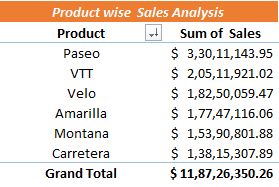 Product wise Sales Analysis
Product Sum of Sales
Paseo $ 3,30,11,143.95
VTT $ 2,05,11,921.02
Velo $ 1,82,50,059.47
Amarilla $ 1,77,47,116.06
Montana $ 1,53,90,801.88
Carretera $ 1,38,15,307.89
Grand Total $ 11,87,26,350.26